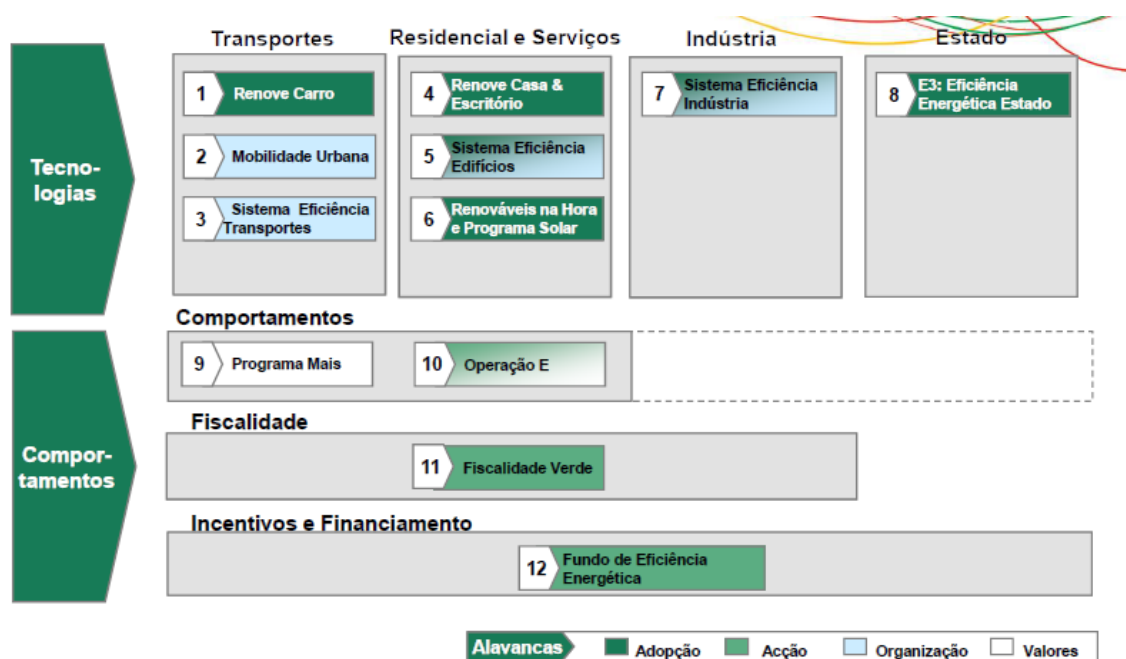 Transportes
Residencial e Serviços
Indústria
Estado
Tecno-
logias
1
Renove Carro
2
Mobilidade Urbana
3
Sistema Eficiência
Transportes
4
Renove Casa &
Escritório
5
Sistema Eficiência
Edifícios
6
Renováveis na Hora
e Programa Solar
7
Sistema Eficiência
Indústria
8
E3: Eficiência
Energética Estado
Compor-
tamentos
Comportamentos
9
Programa Mais
10
Operação E
Fiscalidade
11
Fiscalidade Verde
Incentivos e Financiamento
12
Fundo de Eficiência
Energética
Alavancas
Adopção
Acção
Organização
Valores